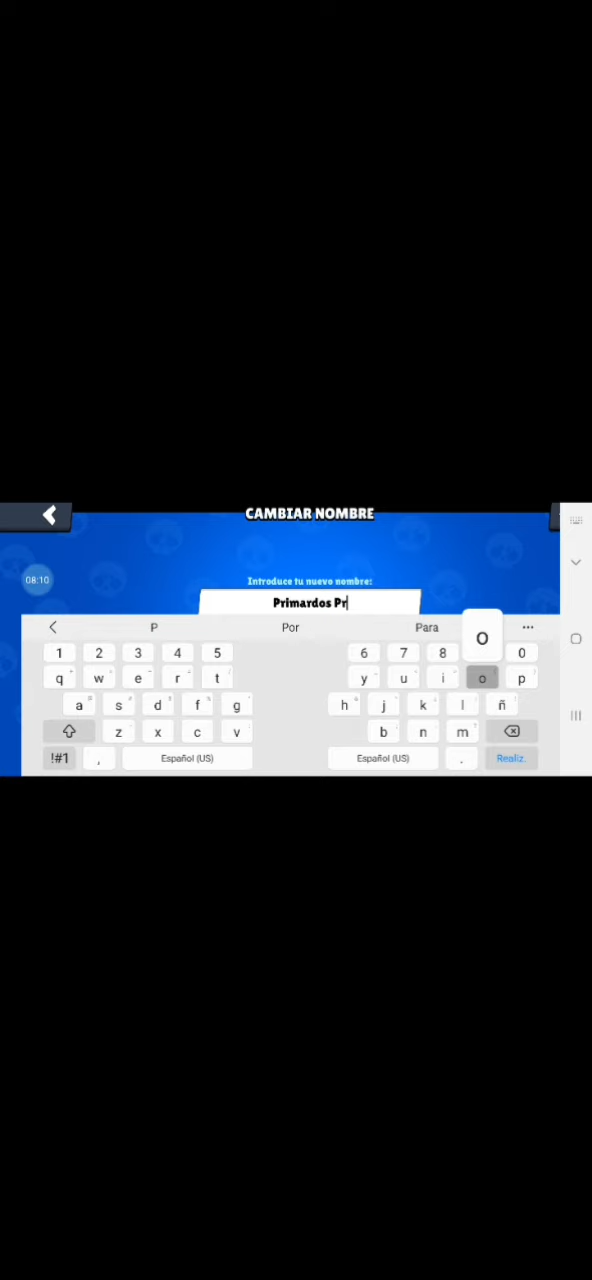 CAMBIAR NOMBRE
08:10
Introduce tu nuevo nombre:
Primardos Pr
P Por Para ...
1 2 3 4 5 6 7 8 0
o
q w e r t y u i o p
a s d f g h j k l ñ
z x c v b n m
!#1 , Español (US) Español (US) . Realiz.